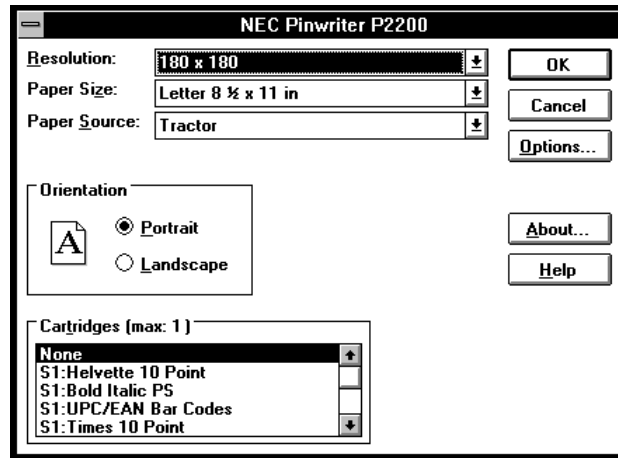 NEC Pinwriter P2200
Resolution:
180 x 180
OK
Paper Size:
Letter 8 ½ x 11 in
Cancel
Paper Source:
Tractor
Options...
Orientation
A
Portrait
Landscape
About...
Help
Cartridges (max: 1 )
None
S1:Helvette 10 Point
S1:Bold Italic PS
S1:UPC/EAN Bar Codes
S1:Times 10 Point